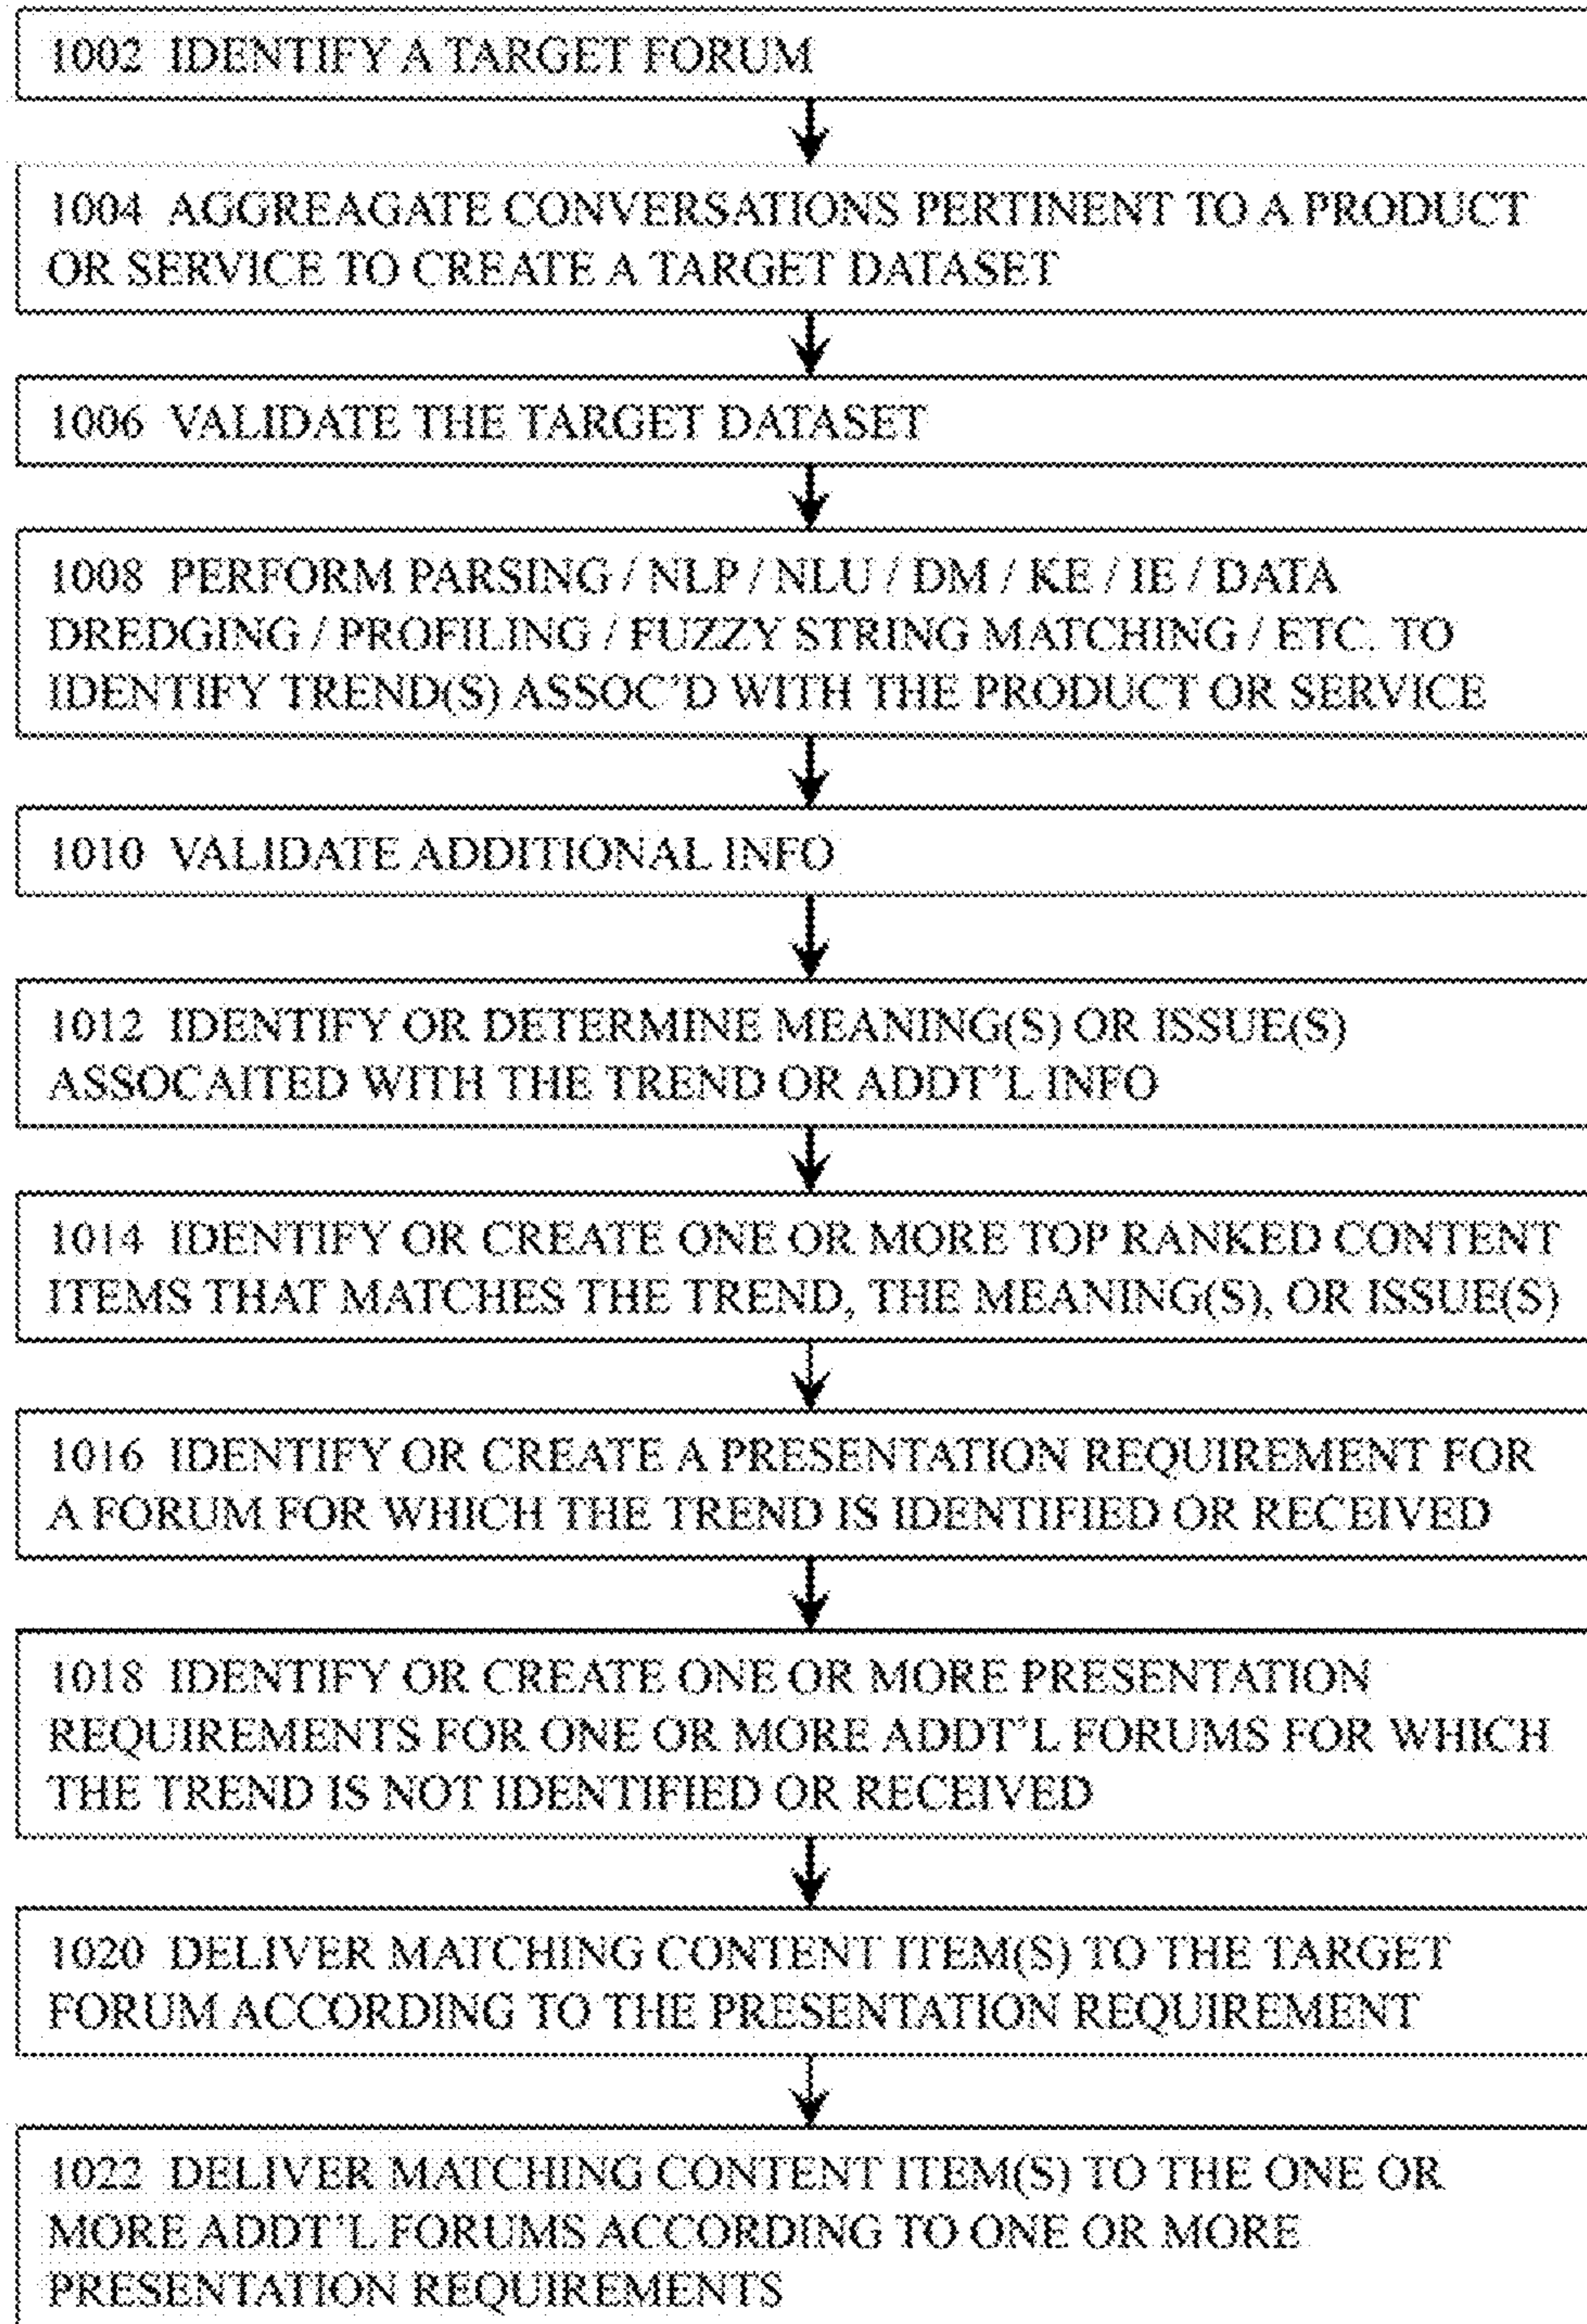 1002 IDENTIFY A TARGET FORUM
1004 AGGREAGATE CONVERSATIONS PERTINENT TO A PRODUCT
OR SERVICE TO CREATE A TARGET DATASET
1006 VALIDATE THE TARGET DATASET
1008 PERFORM PARSING / NLP / NLU / DM / KE / IE / DATA
DREDGING / PROFILING / FUZZY STRING MATCHING / ETC. TO
IDENTIFY TREND(S) ASSOC'D WITH THE PRODUCT OR SERVICE
1010 VALIDATE ADDITIONAL INFO
1012 IDENTIFY OR DETERMINE MEANING(S) OR ISSUE(S)
ASSOCAITED WITH THE TREND OR ADDT'L INFO
1014 IDENTIFY OR CREATE ONE OR MORE TOP RANKED CONTENT
ITEMS THAT MATCHES THE TREND, THE MEANING(S), OR ISSUE(S)
1016 IDENTIFY OR CREATE A PRESENTATION REQUIREMENT FOR
A FORUM FOR WHICH THE TREND IS IDENTIFIED OR RECEIVED
1018 IDENTIFY OR CREATE ONE OR MORE PRESENTATION
REQUIREMENTS FOR ONE OR MORE ADDT'L FORUMS FOR WHICH
THE TREND IS NOT IDENTIFIED OR RECEIVED
1020 DELIVER MATCHING CONTENT ITEM(S) TO THE TARGET
FORUM ACCORDING TO THE PRESENTATION REQUIREMENT
1022 DELIVER MATCHING CONTENT ITEM(S) TO THE ONE OR
MORE ADDT'L FORUMS ACCORDING TO ONE OR MORE
PRESENTATION REQUIREMENTS